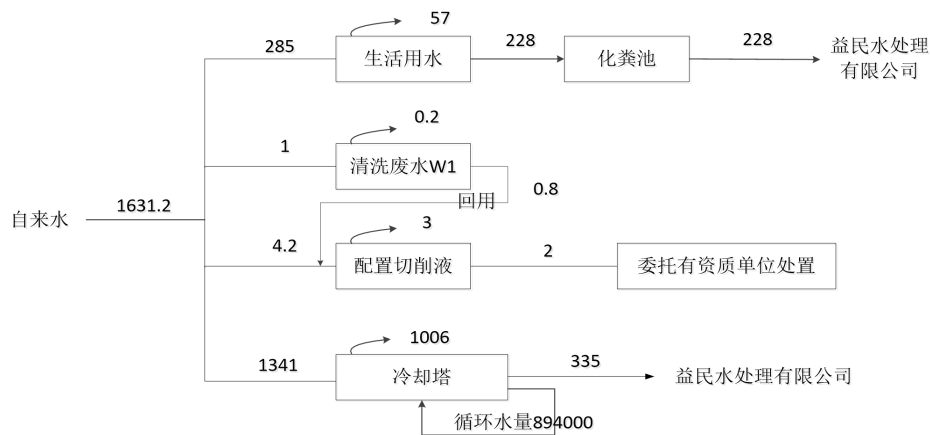 57
285
生活用水
228
化粪池
228
益民水处理
有限公司
0.2
1
清洗废水W1
0.8
回用
自来水
1631.2
3
4.2
配置切削液
2
委托有资质单位处置
1006
1341
冷却塔
335
益民水处理有限公司
循环水量894000